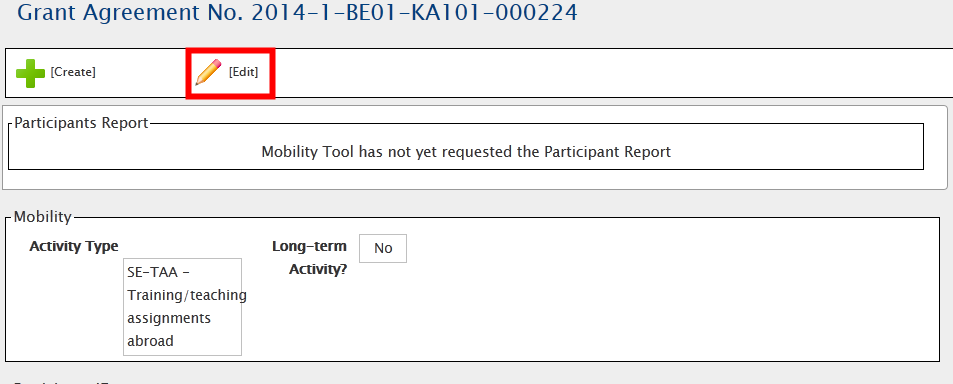 Grant Agreement No. 2014-1-BE01-KA101-000224
[Create] [Edit]
Participants Report
Mobility Tool has not yet requested the Participant Report
Mobility
Activity Type
SE-TAA -
Training/teaching
assignments
abroad
Long-term
Activity?
No